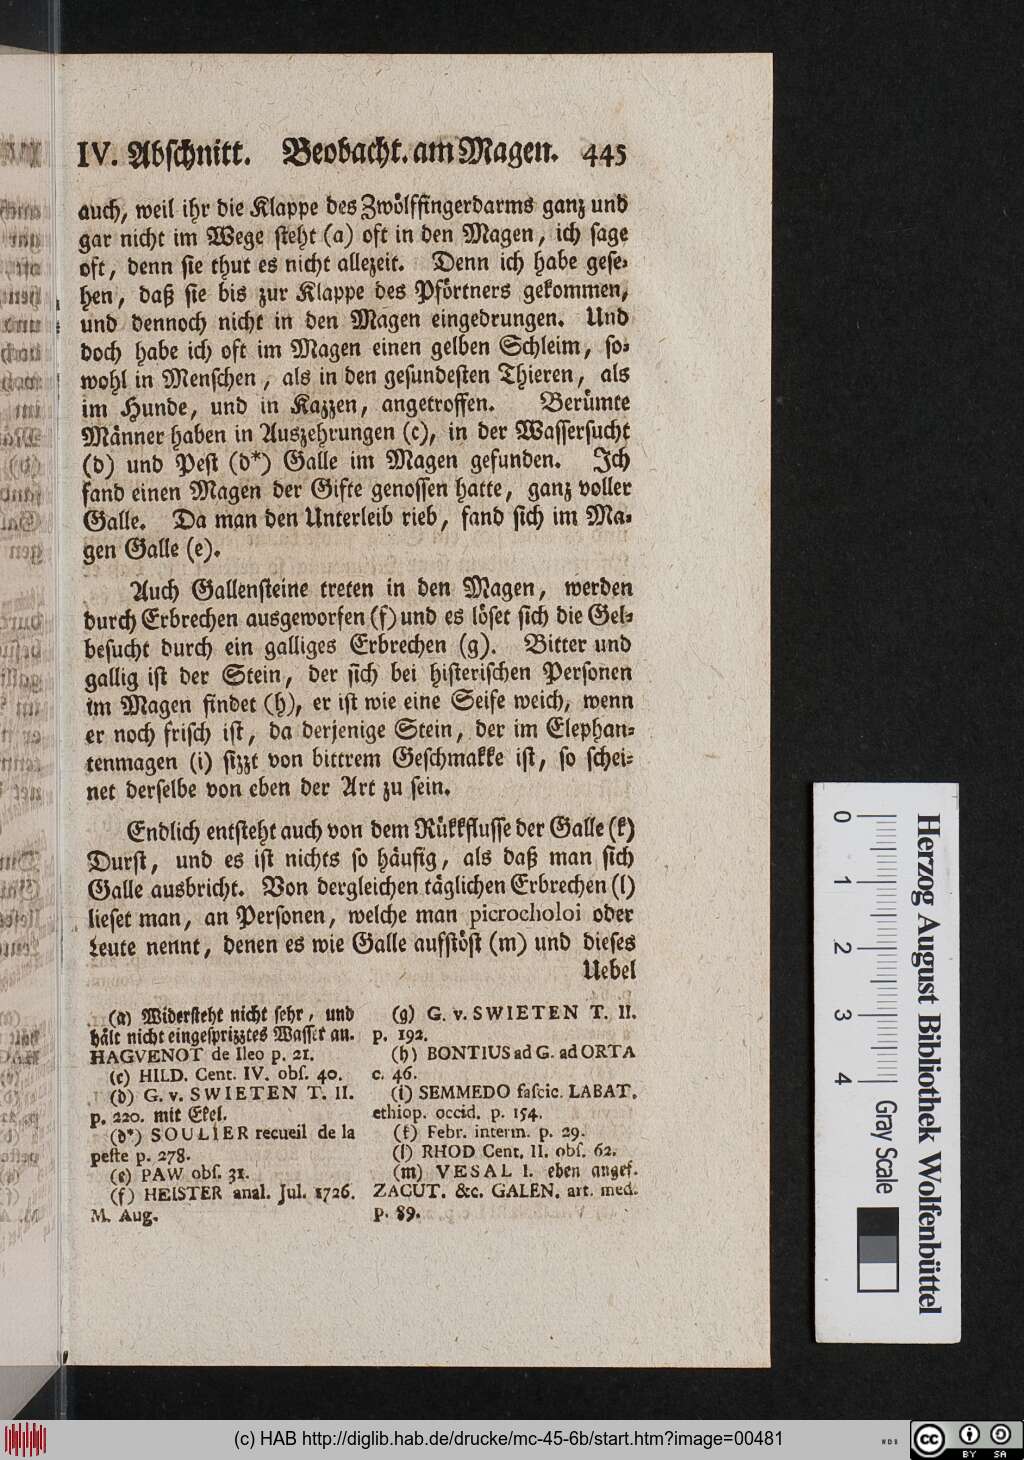 IV. Abschnitt. Beobacht. am Magen. 445
auch, weil ihr die Klappe des Zwölffingerdarms ganz und
gar nicht im Wege steht (a) oft in den Magen, ich sage
oft, denn sie thut es nicht allezeit. Denn ich habe gese-
hen, daß sie bis zur Klappe des Pförtners gekommen,
und dennoch nicht in den Magen eingedrungen. Und
doch habe ich oft im Magen einen gelben Schleim, so-
wohl in Menschen, als in den gesundesten Thieren, als
im Hunde, und in Kazzen, angetroffen. Berümte
Männer haben in Auszehrungen (c), in der Wassersucht
(d) und Pest (d*) Galle im Magen gefunden. Ich
fand einen Magen der Gifte genossen hatte, ganz voller
Galle. Da man den Unterleib rieb, fand sich im Ma-
gen Galle (e).
Auch Gallensteine treten in den Magen, werden
durch Erbrechen ausgeworfen (f) und es löset sich die Gel-
besucht durch ein galliges Erbrechen (g). Bitter und
gallig ist der Stein, der sich bei histerischen Personen
im Magen findet (h), er ist wie eine Seife weich, wenn
er noch frisch ist, da derjenige Stein, der im Elephan-
tenmagen (i) sizzt von bittrem Geschmakke ist, so schei-
net derselbe von eben der Art zu sein.
Endlich entsteht auch von dem Rükkflusse der Galle (k)
Durst, und es ist nichts so häufig, als daß man sich
Galle ausbricht. Von dergleichen täglichen Erbrechen (l)
lieset man, an Personen, welche man picrocholoi oder
Leute nennt, denen es wie Galle aufstöst (m) und dieses
Uebel
(a) Widersteht nicht sehr, und
hält nicht eingesprizztes Wasser an.
HAGVENOT de Ileo p. 21.
(c) HILD. Cent. IV. obs. 40.
(d) G. v. SWIETEN T. II.
p. 220. mit Ekel.
(d*) SOULIER recueil de la
peste p. 278.
(e) PAW obs. 31.
(f) HEISTER anal. Jul. 1726.
M. Aug.
(g) G. v. SWIETEN T. II.
p. 192.
(h) BONTIUS ad G. ad ORTA
c. 46.
(i) SEMMEDO fascic. LABAT.
ethiop. occid. p. 154.
(k) Febr. interm. p. 29.
(l) RHOD Cent. II. obs. 62.
(m) VESAL l. eben angef.
ZACUT. &c. GALEN. art. med.
p. 89.
Herzog August Bibliothek Wolfenbüttel
0 1 2 3 4 Gray Scale
(c) HAB http://diglib.hab.de/drucke/mc-45-6b/start.htm?image=00481
WDB
cc BY SA